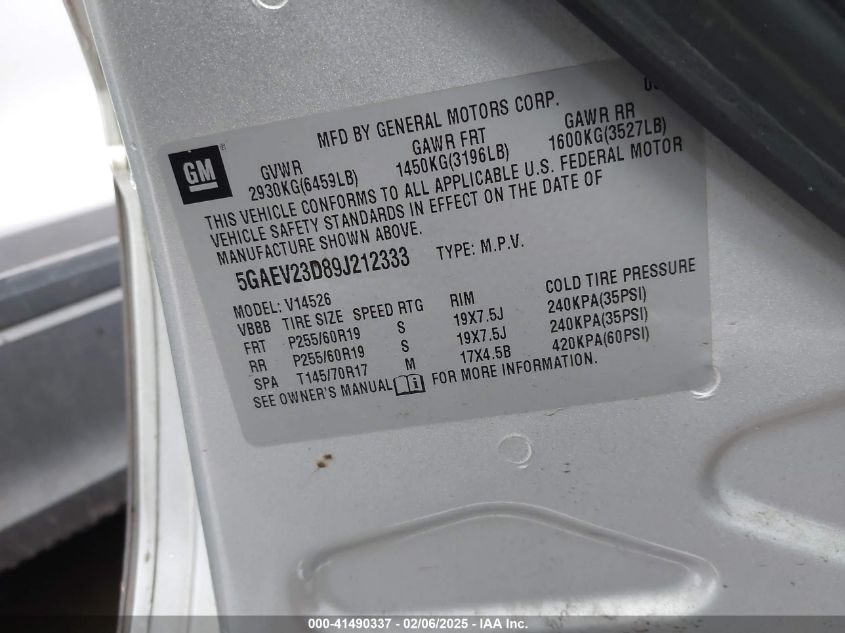 MFD BY GENERAL MOTORS CORP.
GM
GVWR GAWR FRT GAWR RR
2930KG(6459LB) 1450KG(3196LB) 1600KG(3527LB)
THIS VEHICLE CONFORMS TO ALL APPLICABLE U.S. FEDERAL MOTOR
VEHICLE SAFETY STANDARDS IN EFFECT ON THE DATE OF
MANUFACTURE SHOWN ABOVE.
5GAEV23D89J212333 TYPE: M.P.V.
MODEL: V14526
VBBB TIRE SIZE SPEED RTG RIM COLD TIRE PRESSURE
FRT P255/60R19 S 19X7.5J 240KPA(35PSI)
RR P255/60R19 S 19X7.5J 240KPA(35PSI)
SPA T145/70R17 M 17X4.5B 420KPA(60PSI)
SEE OWNER'S MANUAL i FOR MORE INFORMATION.
000-41490337 - 02/06/2025 - IAA Inc.